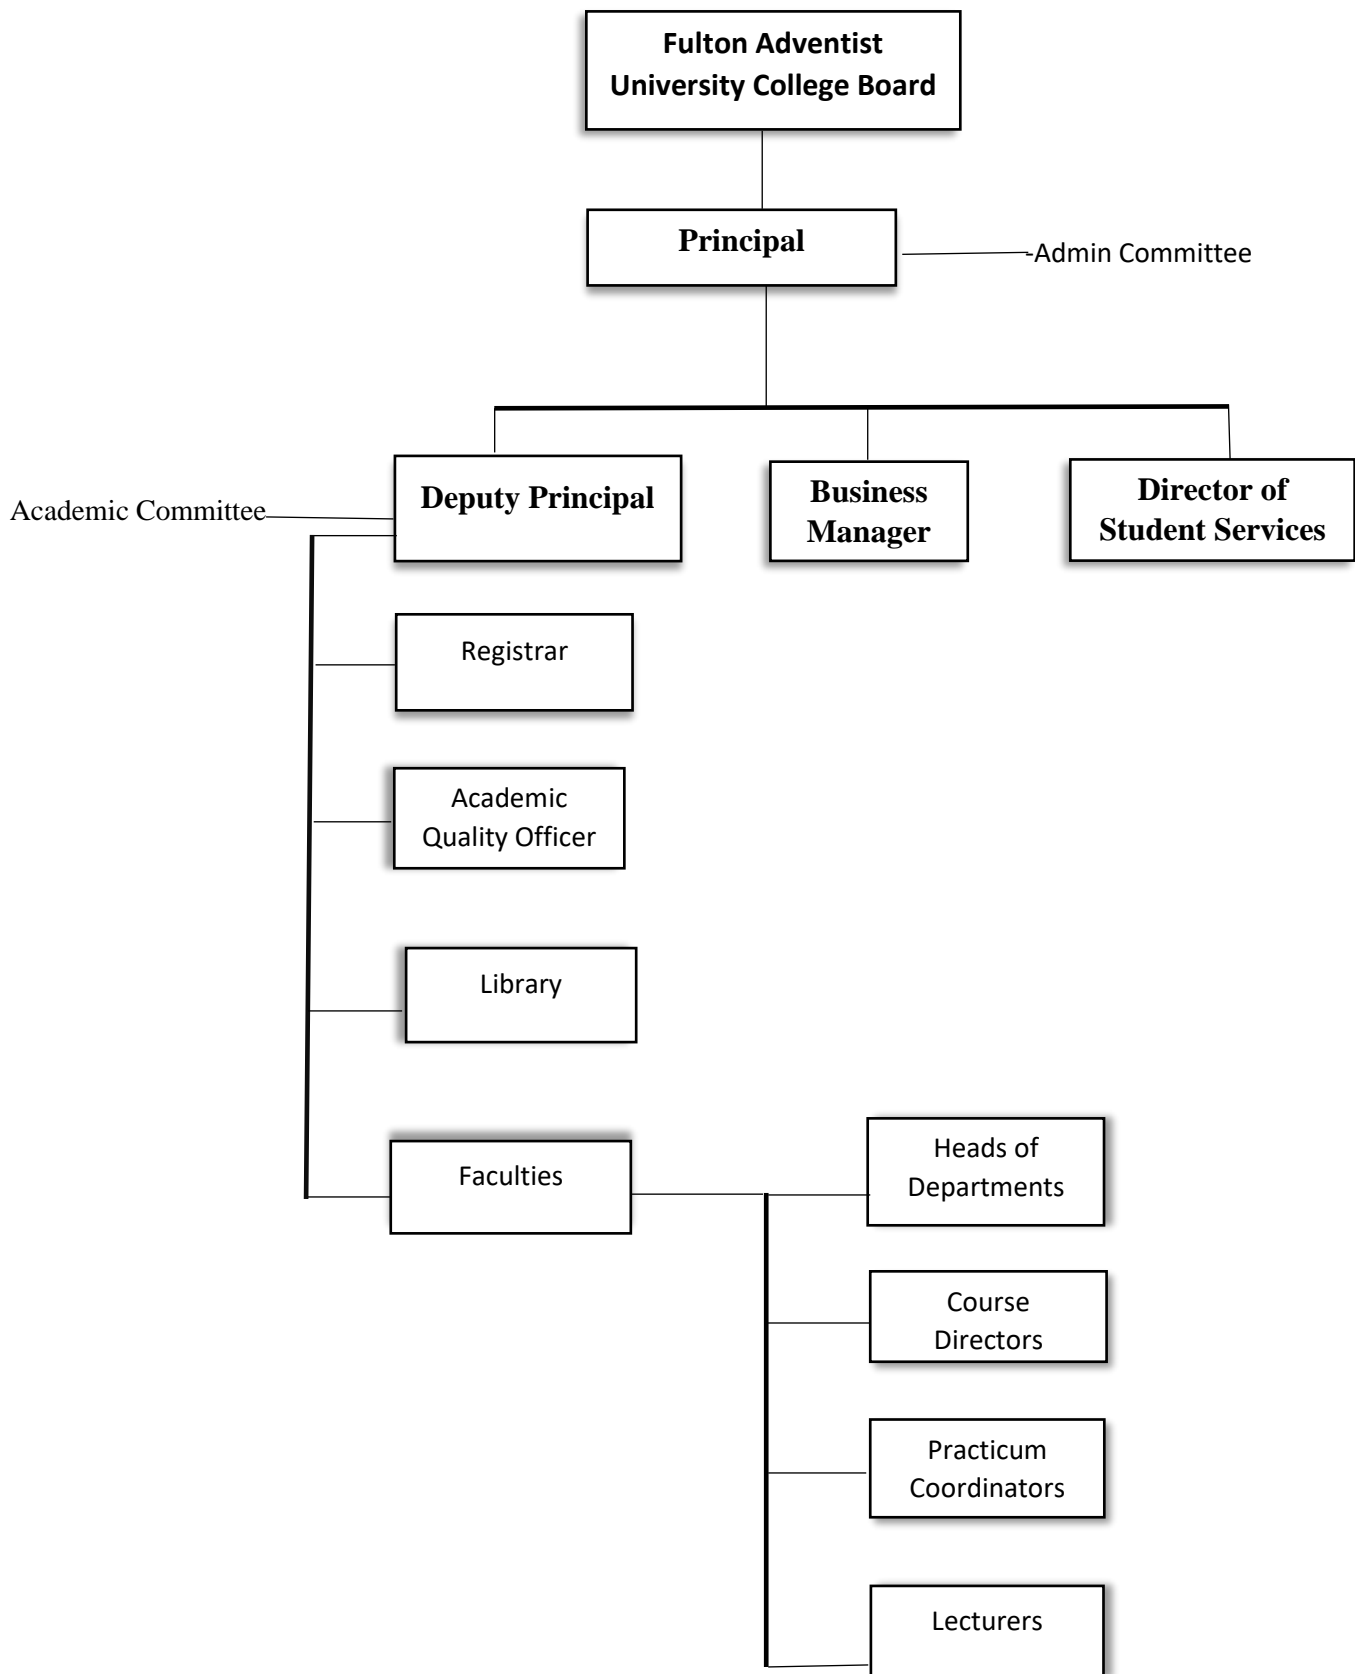 Fulton Adventist
University College Board
Principal
-Admin Committee
Academic Committee
Deputy Principal
Business
Manager
Director of
Student Services
Registrar
Academic
Quality Officer
Library
Faculties
Heads of
Departments
Course
Directors
Practicum
Coordinators
Lecturers